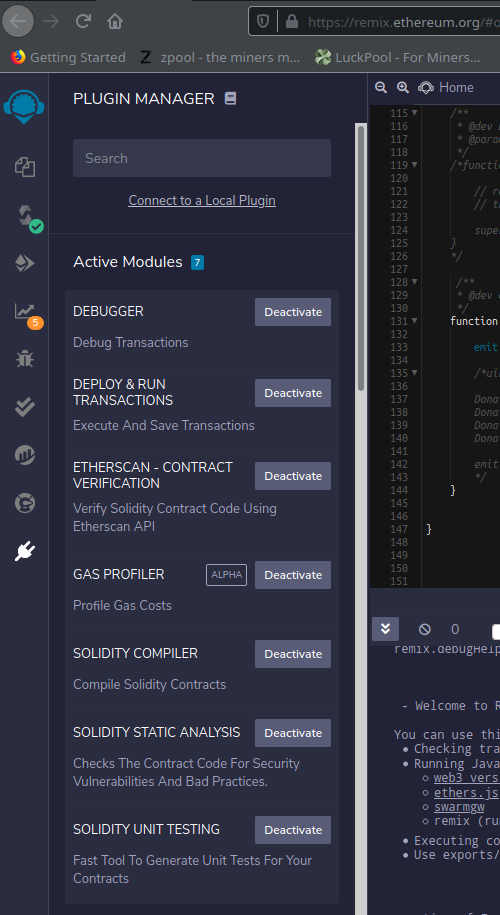 https://remix.ethereum.org/#o
Getting Started
zpool - the miners m...
LuckPool - For Miners...
PLUGIN MANAGER
Home
Search
Connect to a Local Plugin
Active Modules 7
DEBUGGER
Deactivate
Debug Transactions
DEPLOY & RUN
TRANSACTIONS
Deactivate
Execute And Save Transactions
ETHERSCAN - CONTRACT
VERIFICATION
Deactivate
Verify Solidity Contract Code Using
Etherscan API
GAS PROFILER
ALPHA
Deactivate
Profile Gas Costs
SOLIDITY COMPILER
Deactivate
Compile Solidity Contracts
SOLIDITY STATIC ANALYSIS
Deactivate
Checks The Contract Code For Security
Vulnerabilities And Bad Practices.
SOLIDITY UNIT TESTING
Deactivate
Fast Tool To Generate Unit Tests For Your
Contracts
5
115 /**
116 * @dev
117 * @para
118 */
119 /*function
120
121 // re
122 // t
123
124 supe
125 }
126 */
127
128 /**
129 * @dev
130 */
131 function
132
133 emit
134
135 /*ui
136
137 Dona
138 Dona
139 Dona
140 Dona
141
142 emit
143 */
144 }
145
146
147 }
148
149
150
151
0
remix.debugHelp
- Welcome to R
You can use thi
• Checking tra
• Running Java
web3 vers
ethers.js
swarmgw
remix (run
• Executing co
• Use exports/